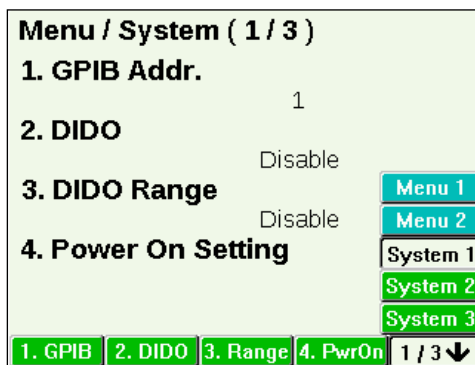 Menu / System ( 1 / 3 )
1. GPIB Addr.
1
2. DIDO
Disable
3. DIDO Range
Disable
4. Power On Setting
Menu 1
Menu 2
System 1
System 2
System 3
1. GPIB 2. DIDO 3. Range 4. PwrOn 1 / 3